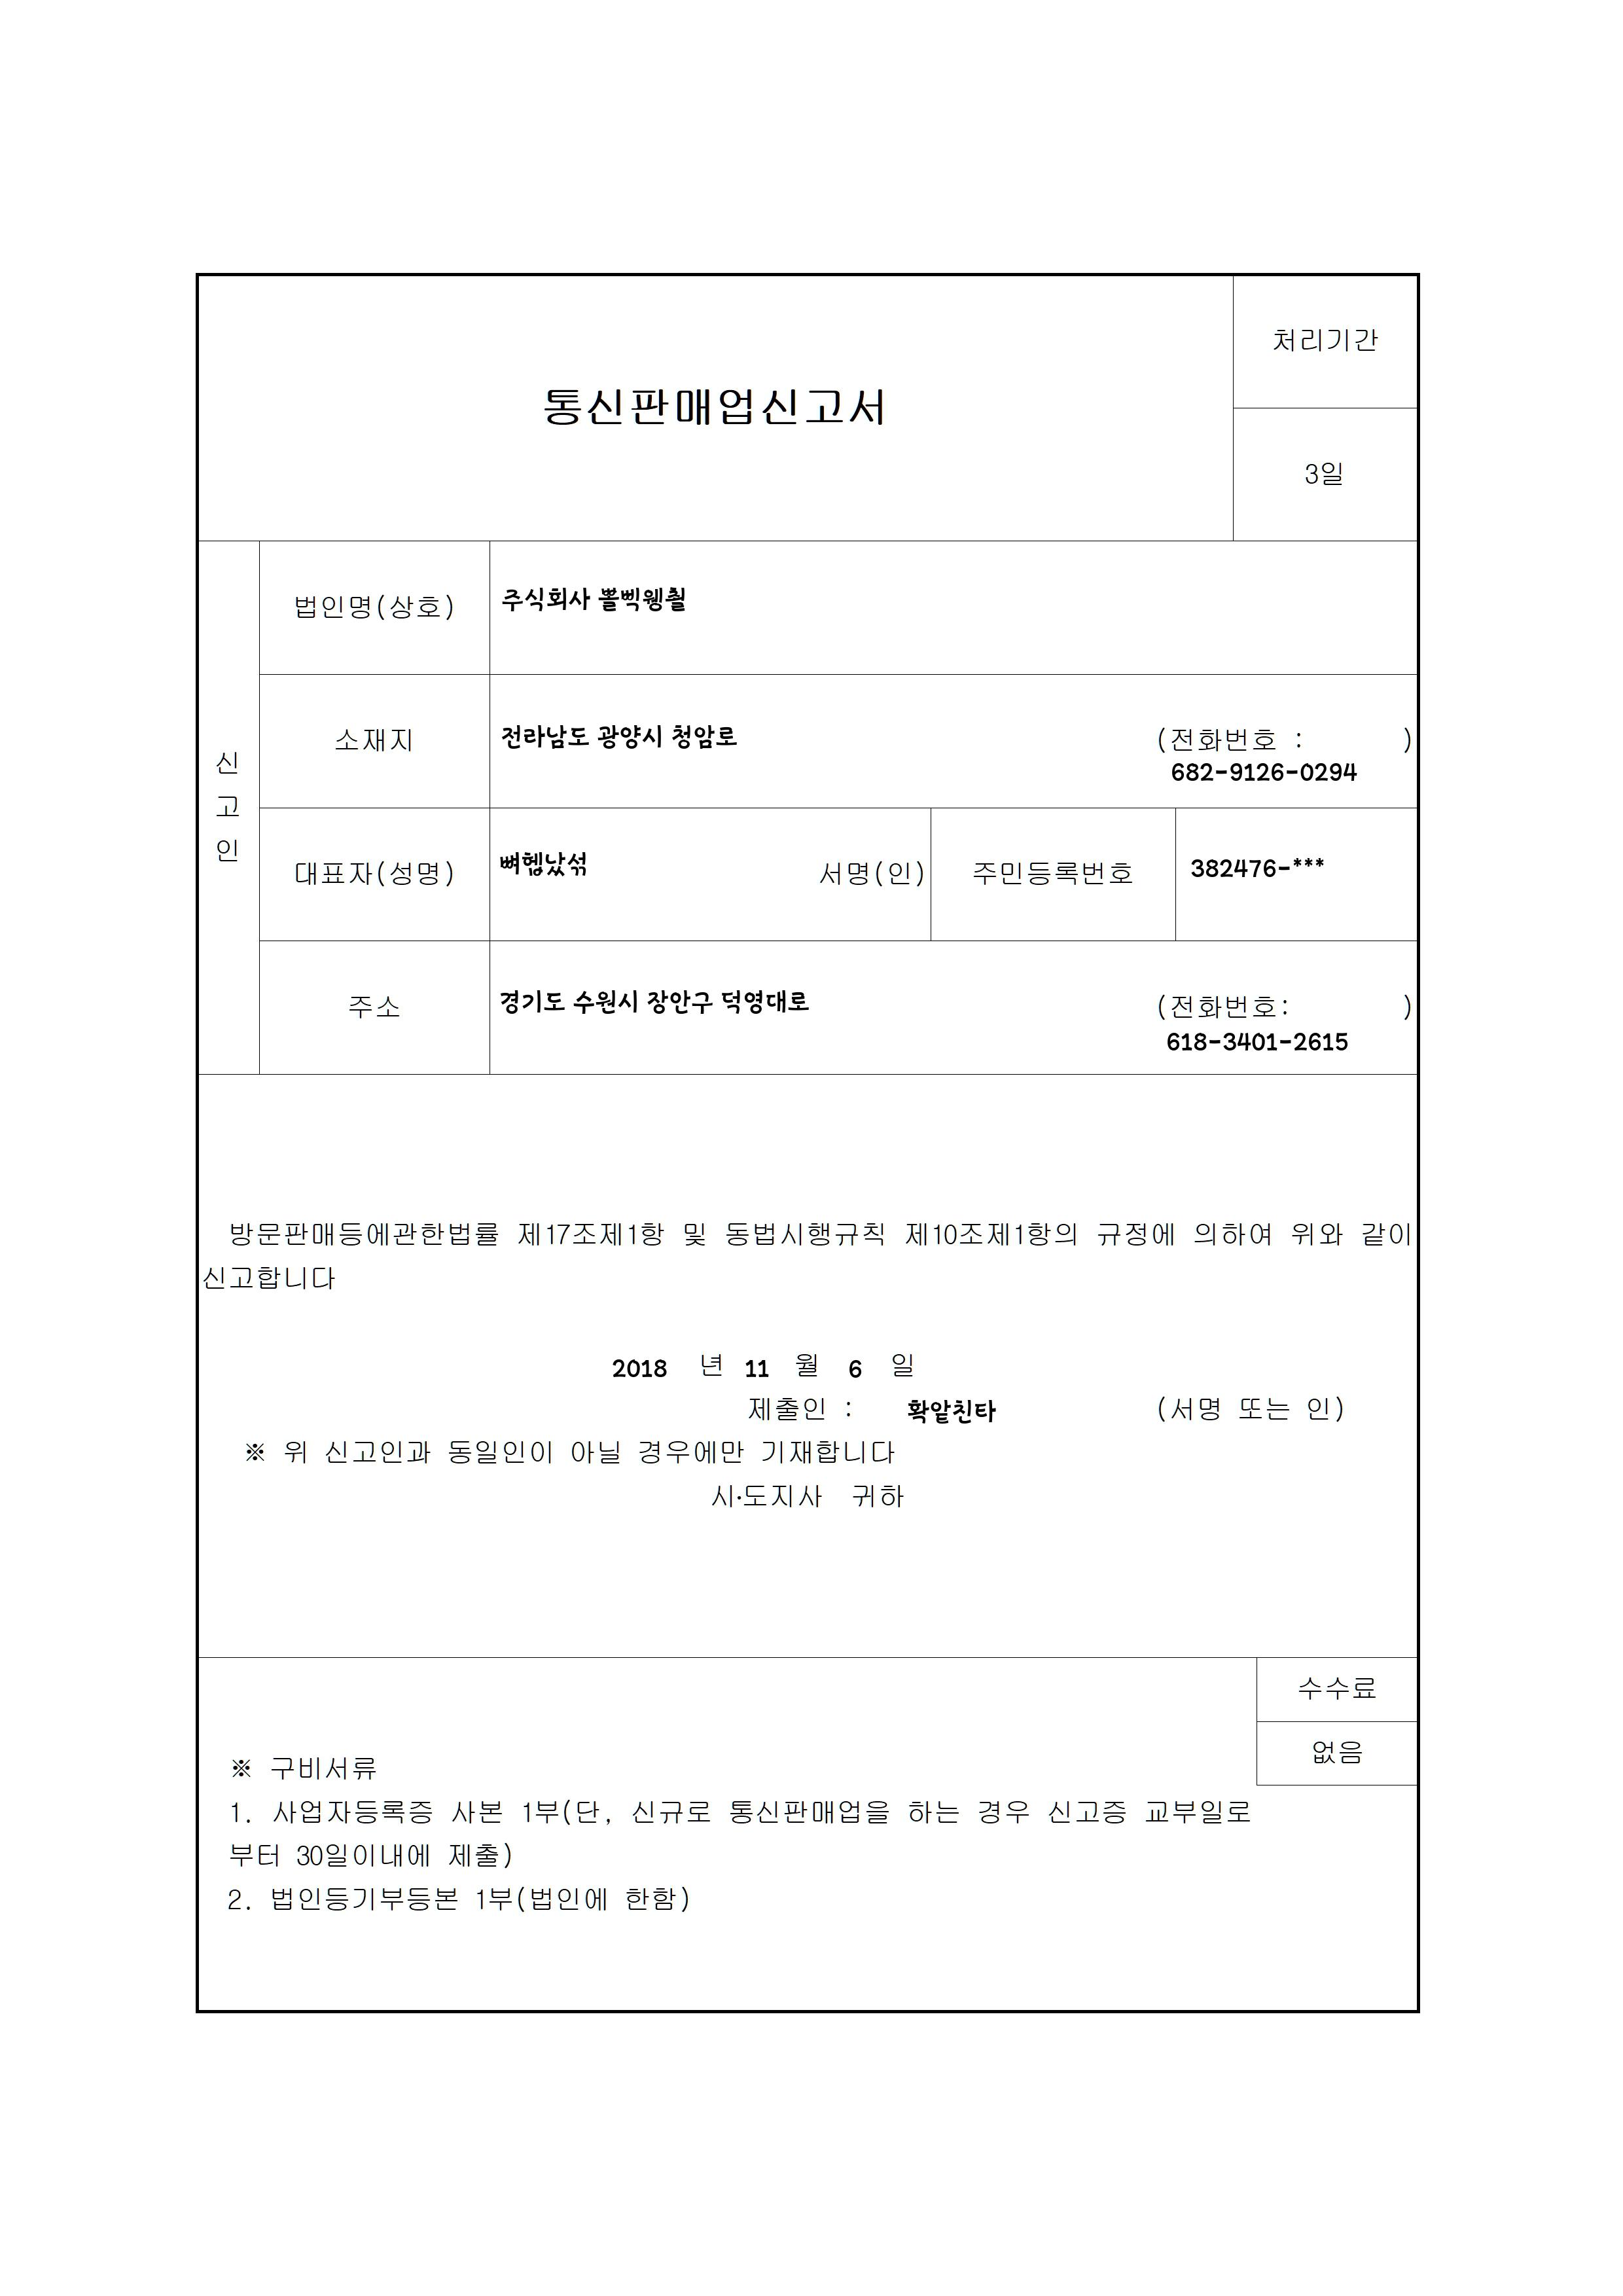 처리기간
통신판매업신고서
3일
신고인
법인명(상호) 주식회사 뽈삑웽췰
소재지 전라남도 광양시 청암로 (전화번호 : )
682-9126-0294
대표자(성명) 서명(인) 주민등록번호 382476-***
주소 경기도 수원시 장안구 덕영대로 (전화번호: )
618-3401-2615
방문판매등에관한법률 제17조제1항 및 동법시행규칙 제10조제1항의 규정에 의하여 위와 같이
신고합니다
2018 년 11 월 6 일
제출인 : 확앝친타 (서명 또는 인)
※ 위 신고인과 동일인이 아닐 경우에만 기재합니다
시·도지사 귀하
수수료
없음
※ 구비서류
1. 사업자등록증 사본 1부(단, 신규로 통신판매업을 하는 경우 신고증 교부일로
부터 30일이내에 제출)
2. 법인등기부등본 1부(법인에 한함)